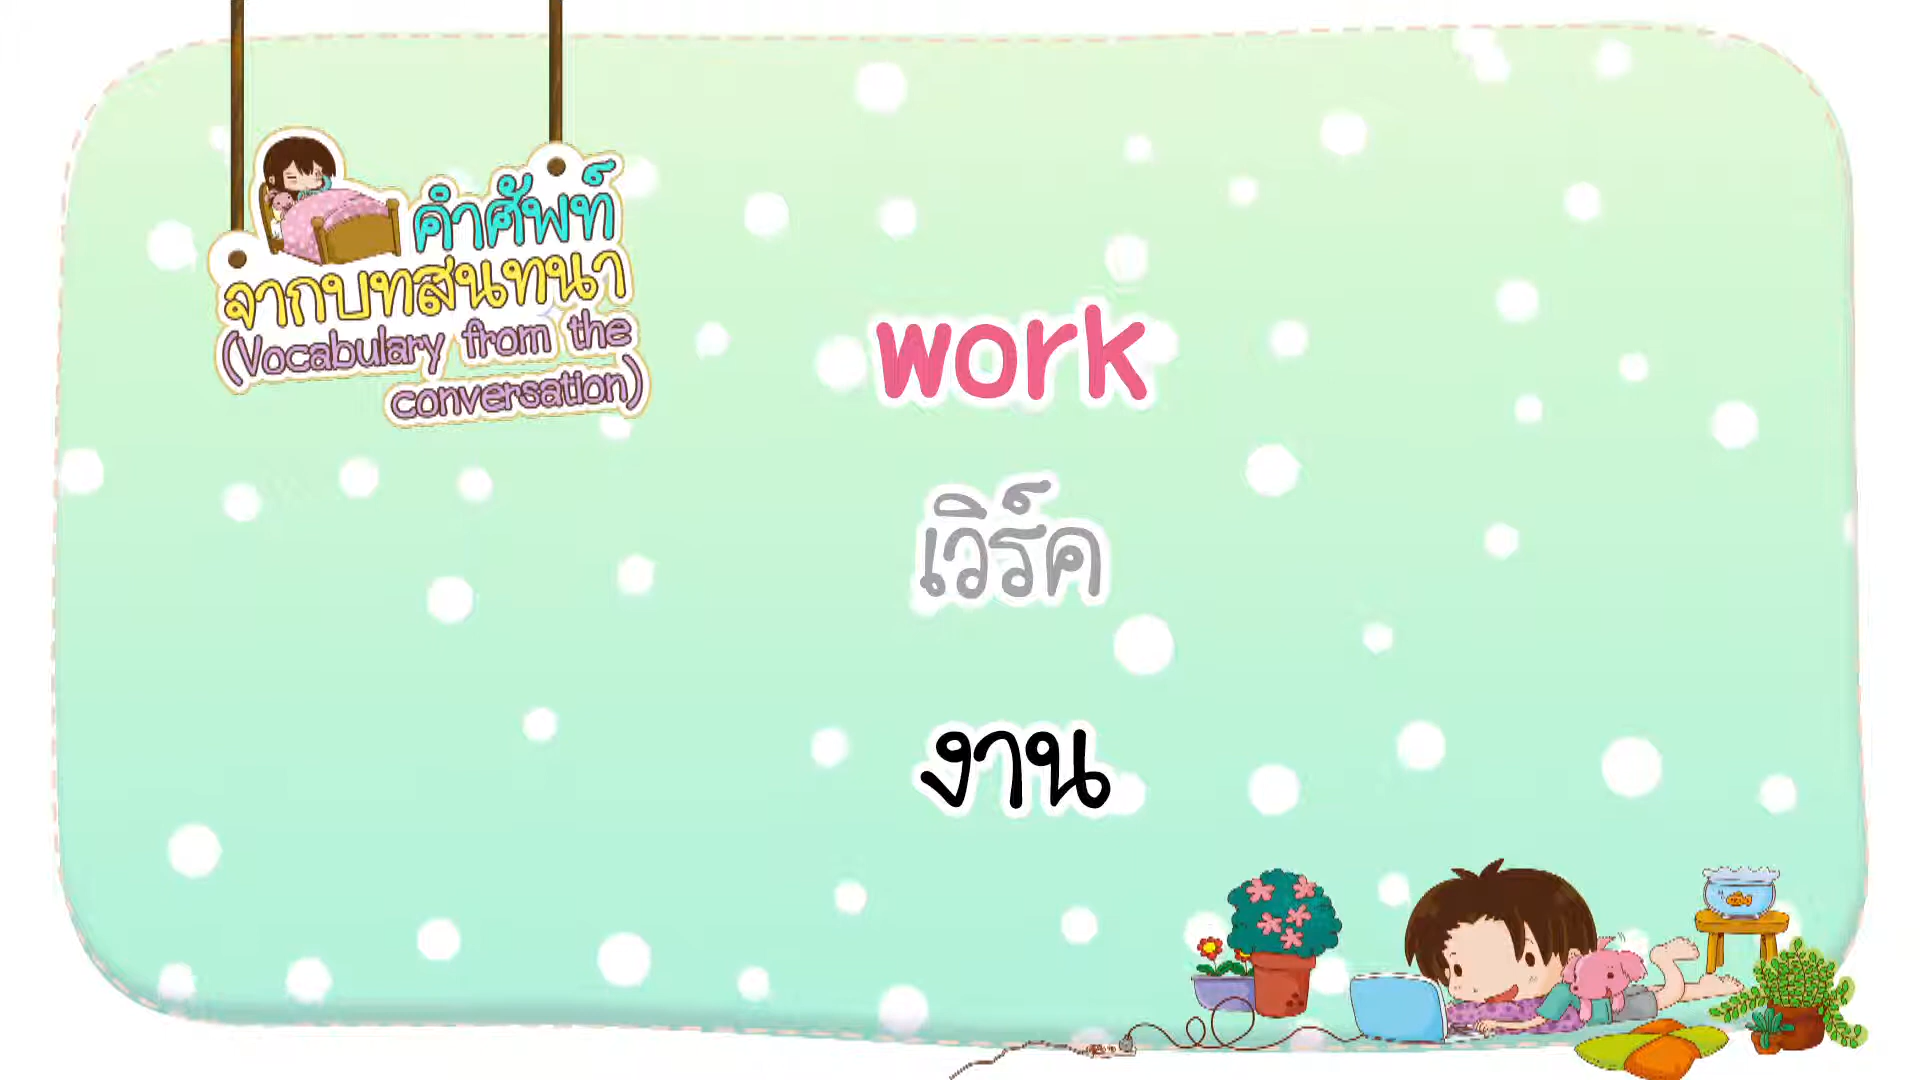 คำศัพท์
จากบทสนทนา
(Vocabulary from the
conversation)
work
เวิร์ค
งาน